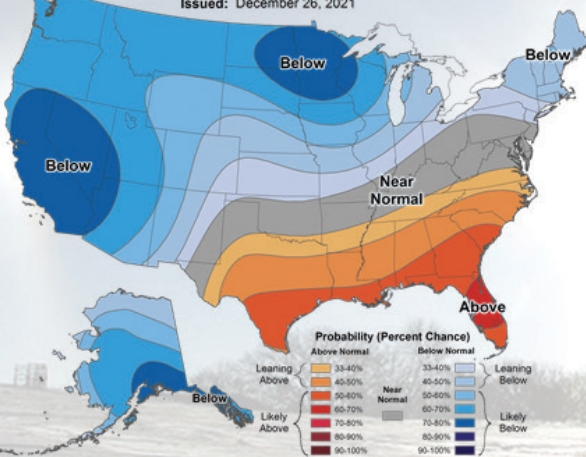 Issued: December 26, 2021
Below
Below
Below
Near
Normal
Above
Below
Probability (Percent Chance)
Above Normal
Below Normal
Leaning
Above
33-40%
40-50%
50-60%
60-70%
70-80%
80-90%
90-100%
Likely
Above
Near
Normal
33-40%
40-50%
50-60%
60-70%
70-80%
80-90%
90-100%
Leaning
Below
Likely
Below